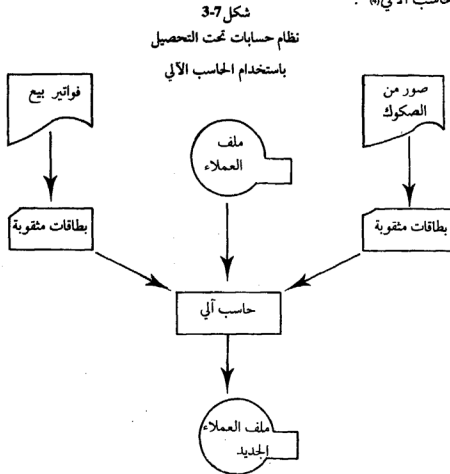 حاسب الآلي(4) .
شكل 7-3
نظام حسابات تحت التحصيل
باستخدام الحاسب الآلي
صور من
الصكوك
ملف
العملاء
فواتير بيع
بطاقات مثقوبة
بطاقات مثقوبة
حاسب آلي
ملف العملاء
الجديد